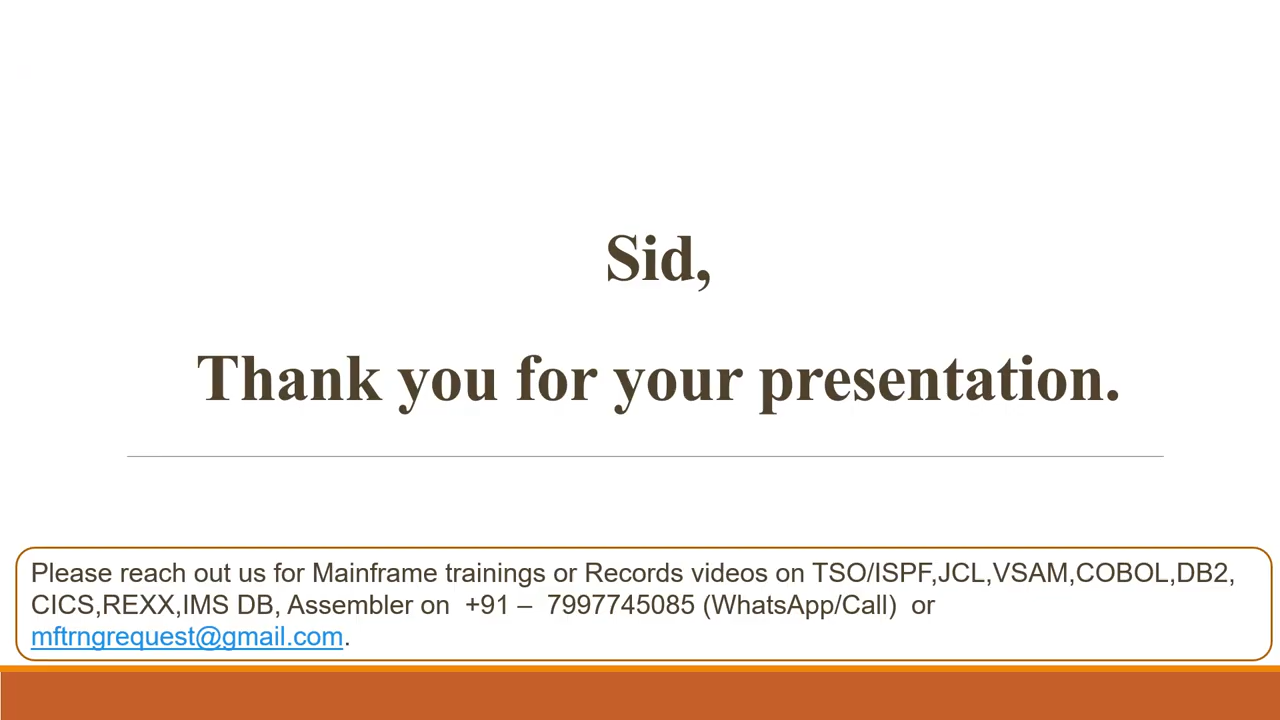 Sid,
Thank you for your presentation.
Please reach out us for Mainframe trainings or Records videos on TSO/ISPF,JCL,VSAM,COBOL,DB2,
CICS,REXX,IMS DB, Assembler on  +91 –  7997745085 (WhatsApp/Call)  or
mftrngrequest@gmail.com.